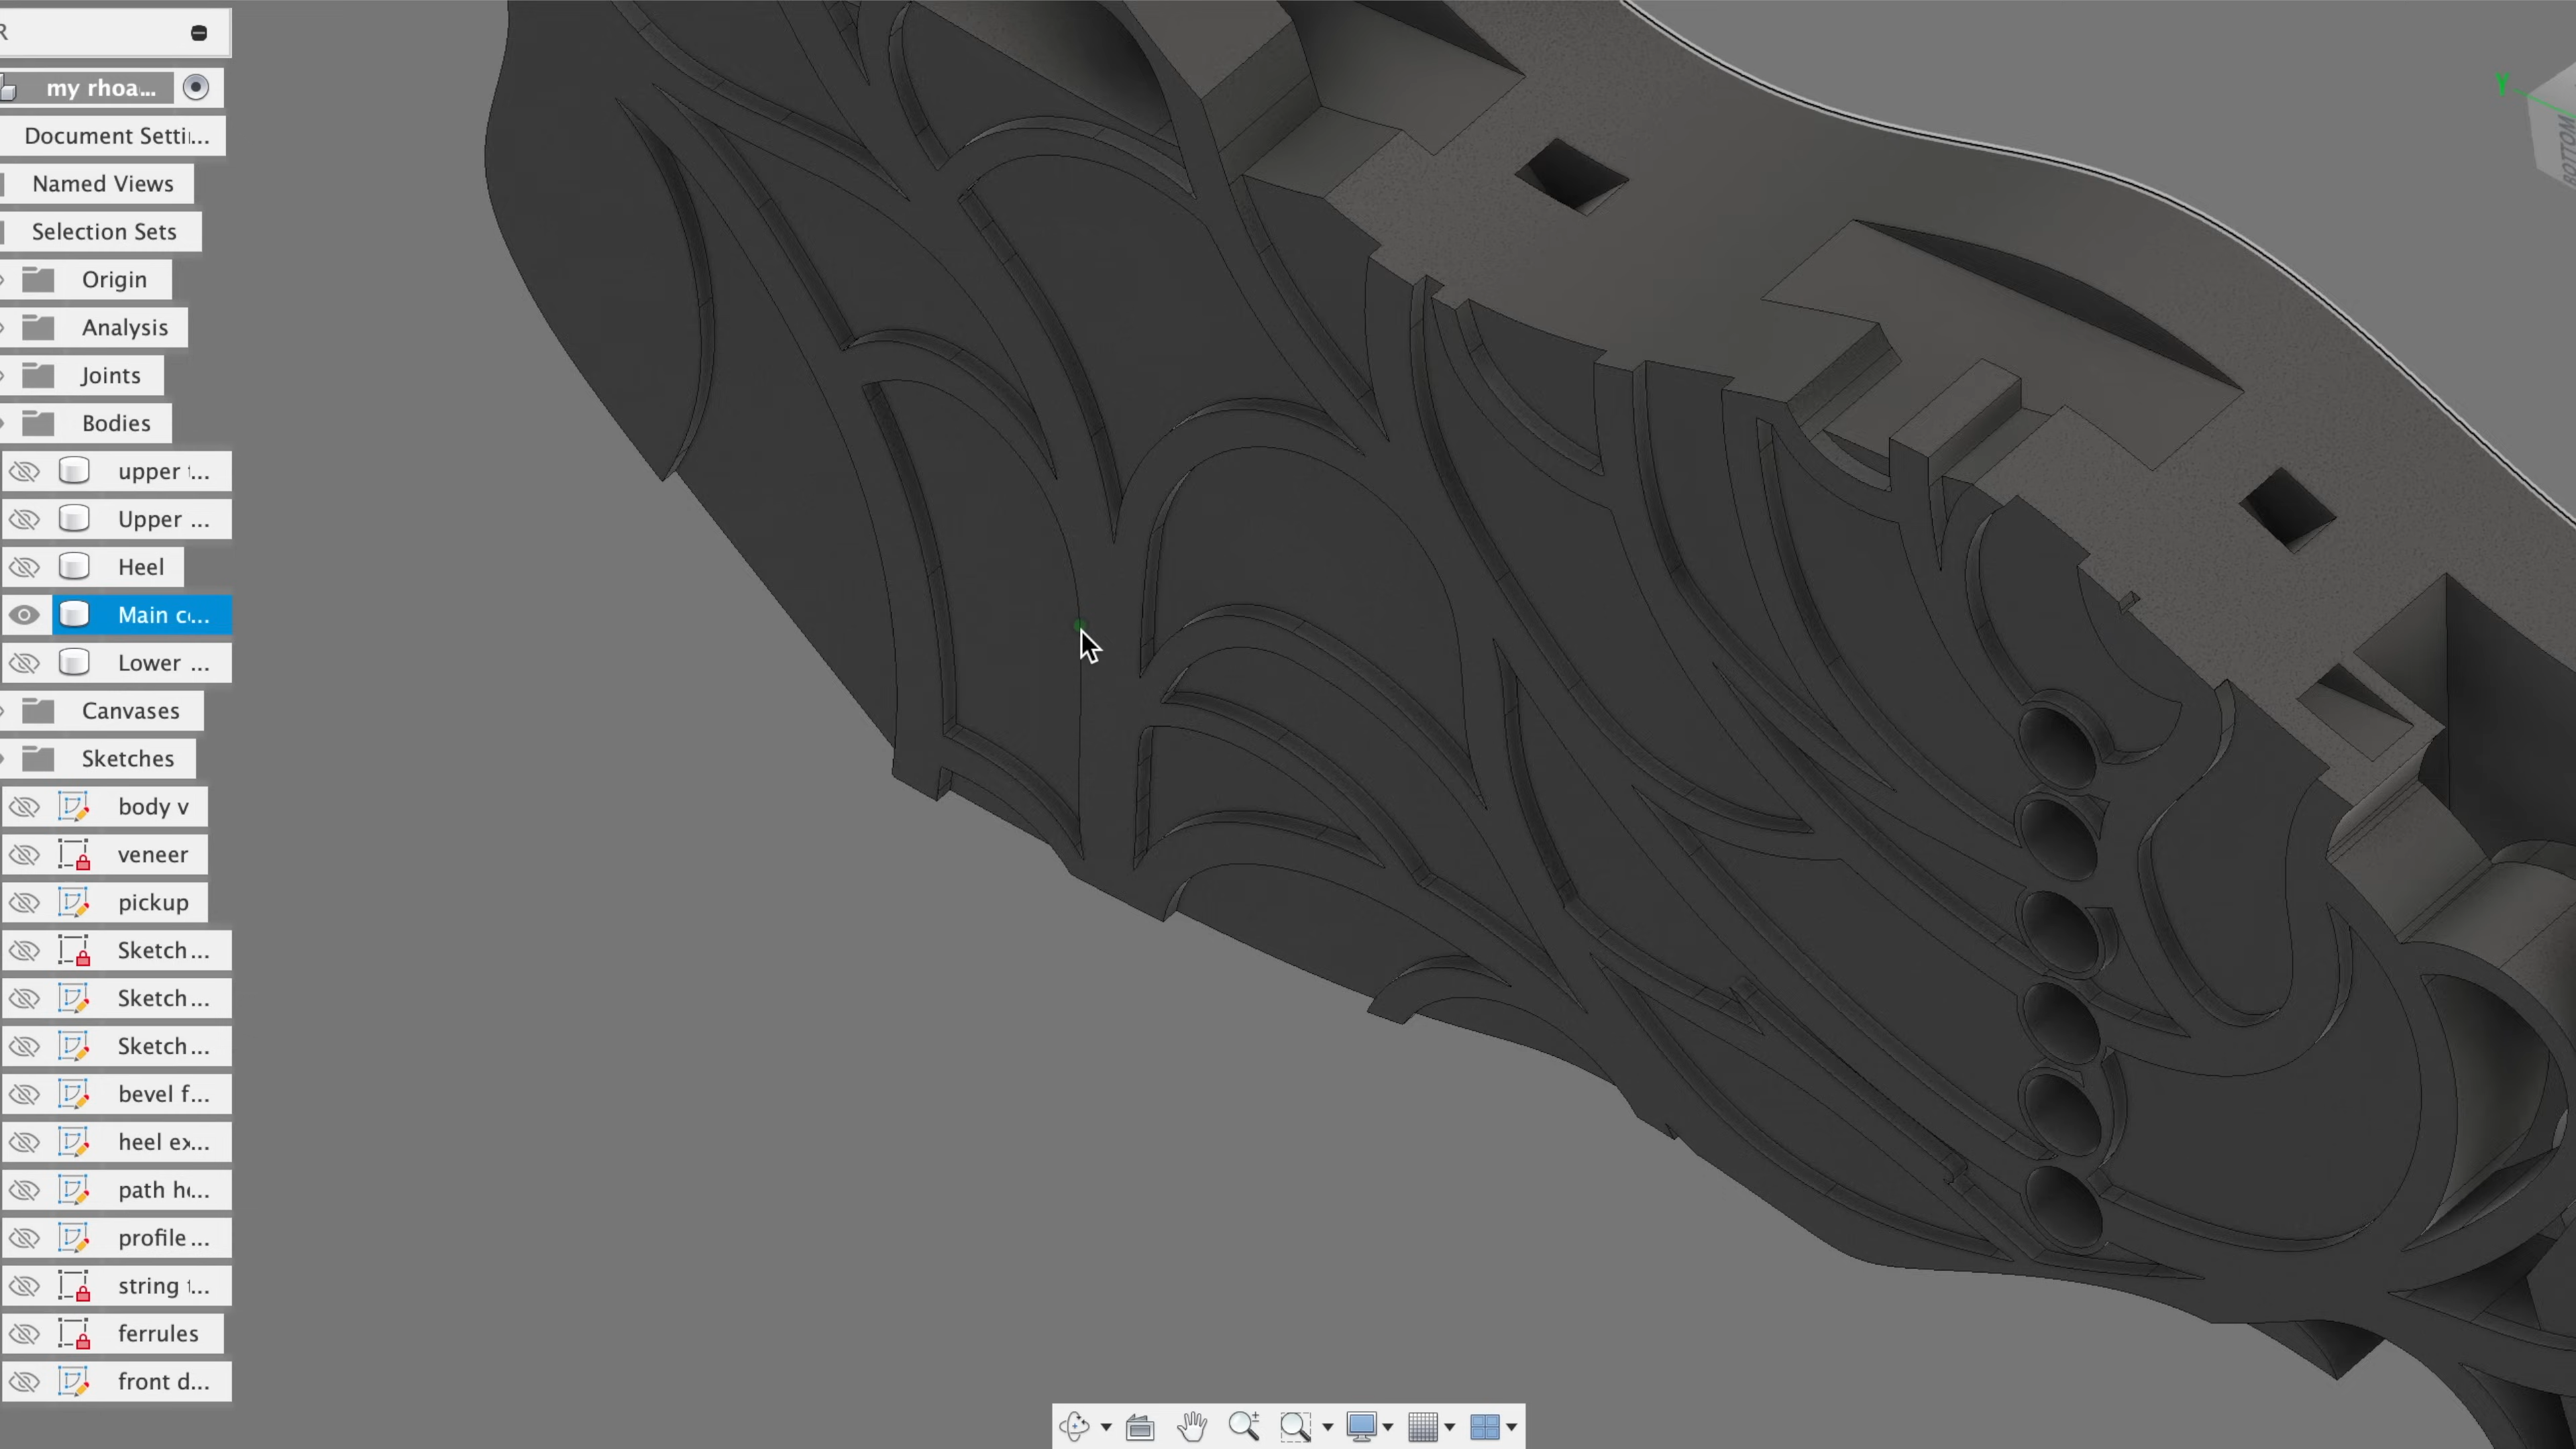 R
my rhoa...
Document Setti...
Named Views
Selection Sets
Origin
Analysis
Joints
Bodies
upper t...
Upper ...
Heel
Main c...
Lower ...
Canvases
Sketches
body v
veneer
pickup
Sketch...
Sketch...
Sketch...
bevel f...
heel ex...
path h...
profile...
string t...
ferrules
front d...
Y
BOTTOM